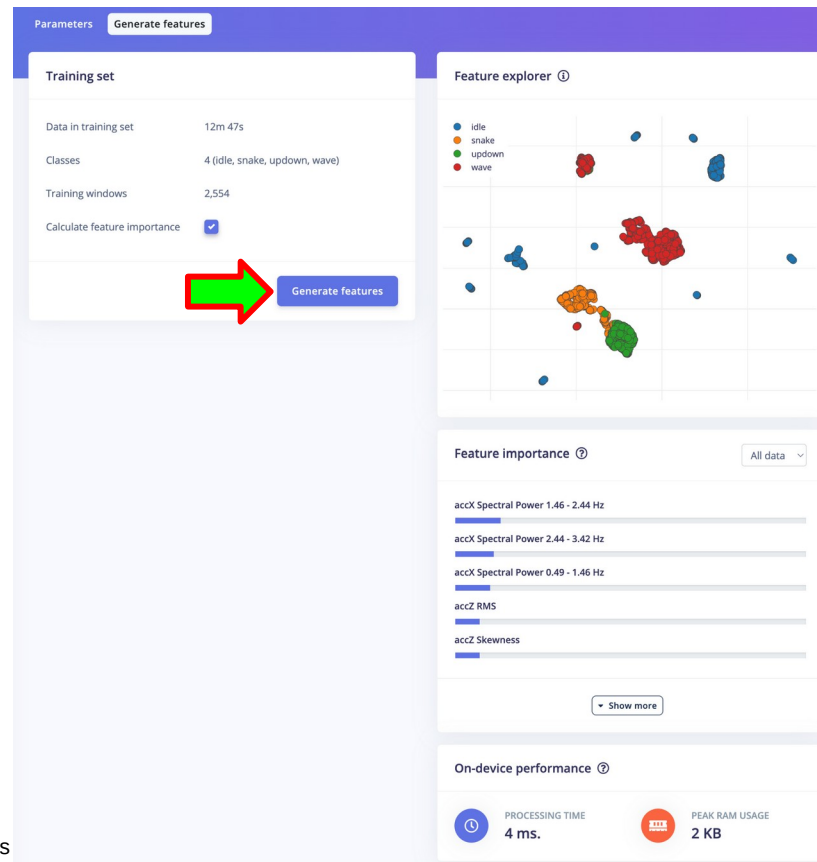 Parameters Generate features
Training set
Data in training set 12m 47s
Classes 4 (idle, snake, updown, wave)
Training windows 2,554
Calculate feature importance
Generate features
Feature explorer
idle
snake
updown
wave
Feature importance All data
accX Spectral Power 1.46 - 2.44 Hz
accX Spectral Power 2.44 - 3.42 Hz
accX Spectral Power 0.49 - 1.46 Hz
accZ RMS
accZ Skewness
Show more
On-device performance
PROCESSING TIME
4 ms.
PEAK RAM USAGE
2 KB
s